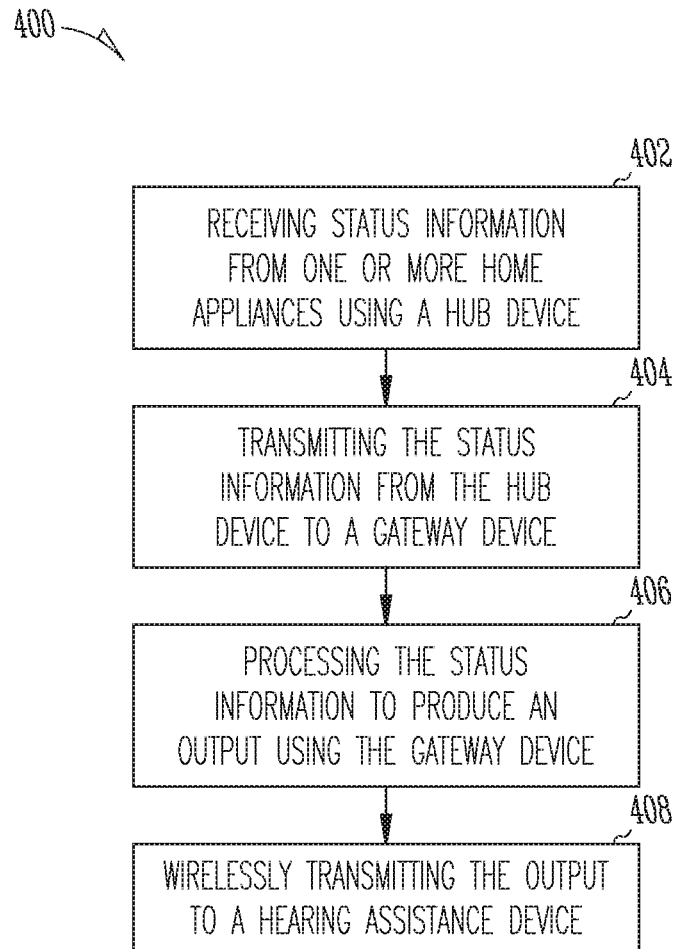 400
402
RECEIVING STATUS INFORMATION
FROM ONE OR MORE HOME
APPLIANCES USING A HUB DEVICE
404
TRANSMITTING THE STATUS
INFORMATION FROM THE HUB
DEVICE TO A GATEWAY DEVICE
406
PROCESSING THE STATUS
INFORMATION TO PRODUCE AN
OUTPUT USING THE GATEWAY DEVICE
408
WIRELESSLY TRANSMITTING THE OUTPUT
TO A HEARING ASSISTANCE DEVICE